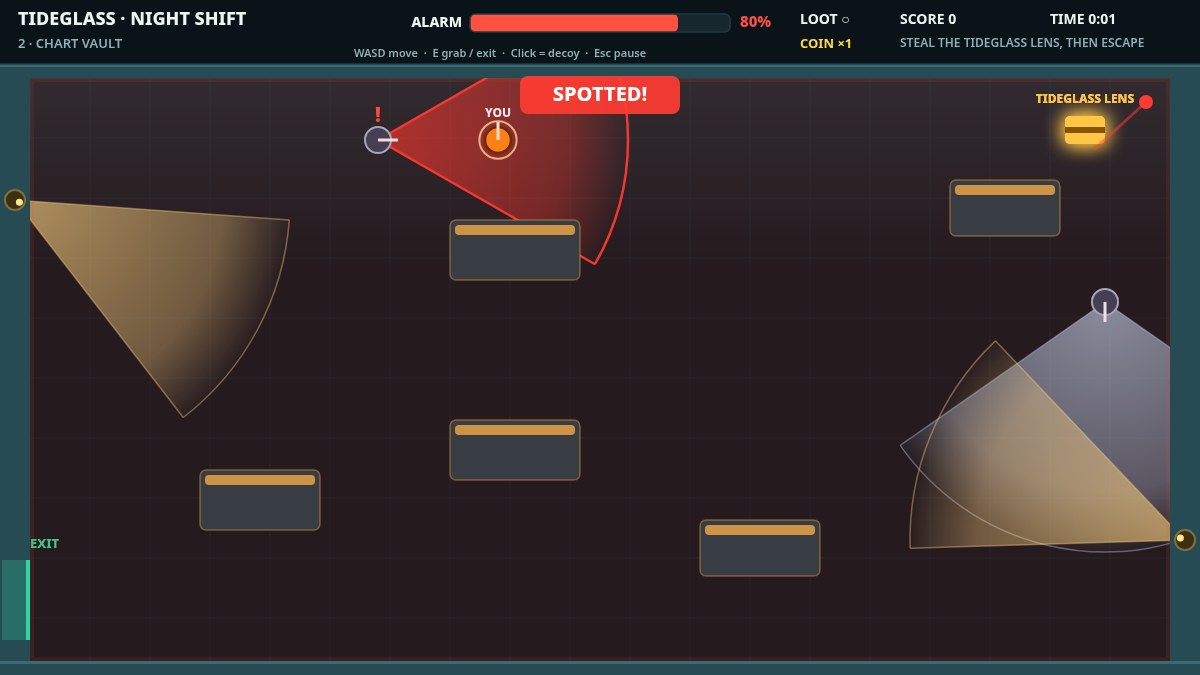 TIDEGLASS · NIGHT SHIFT
2 · CHART VAULT
ALARM
80%
LOOT ○
COIN ×1
SCORE 0
TIME 0:01
STEAL THE TIDEGLASS LENS, THEN ESCAPE
WASD move · E grab / exit · Click = decoy · Esc pause
SPOTTED!
!
YOU
TIDEGLASS LENS
EXIT